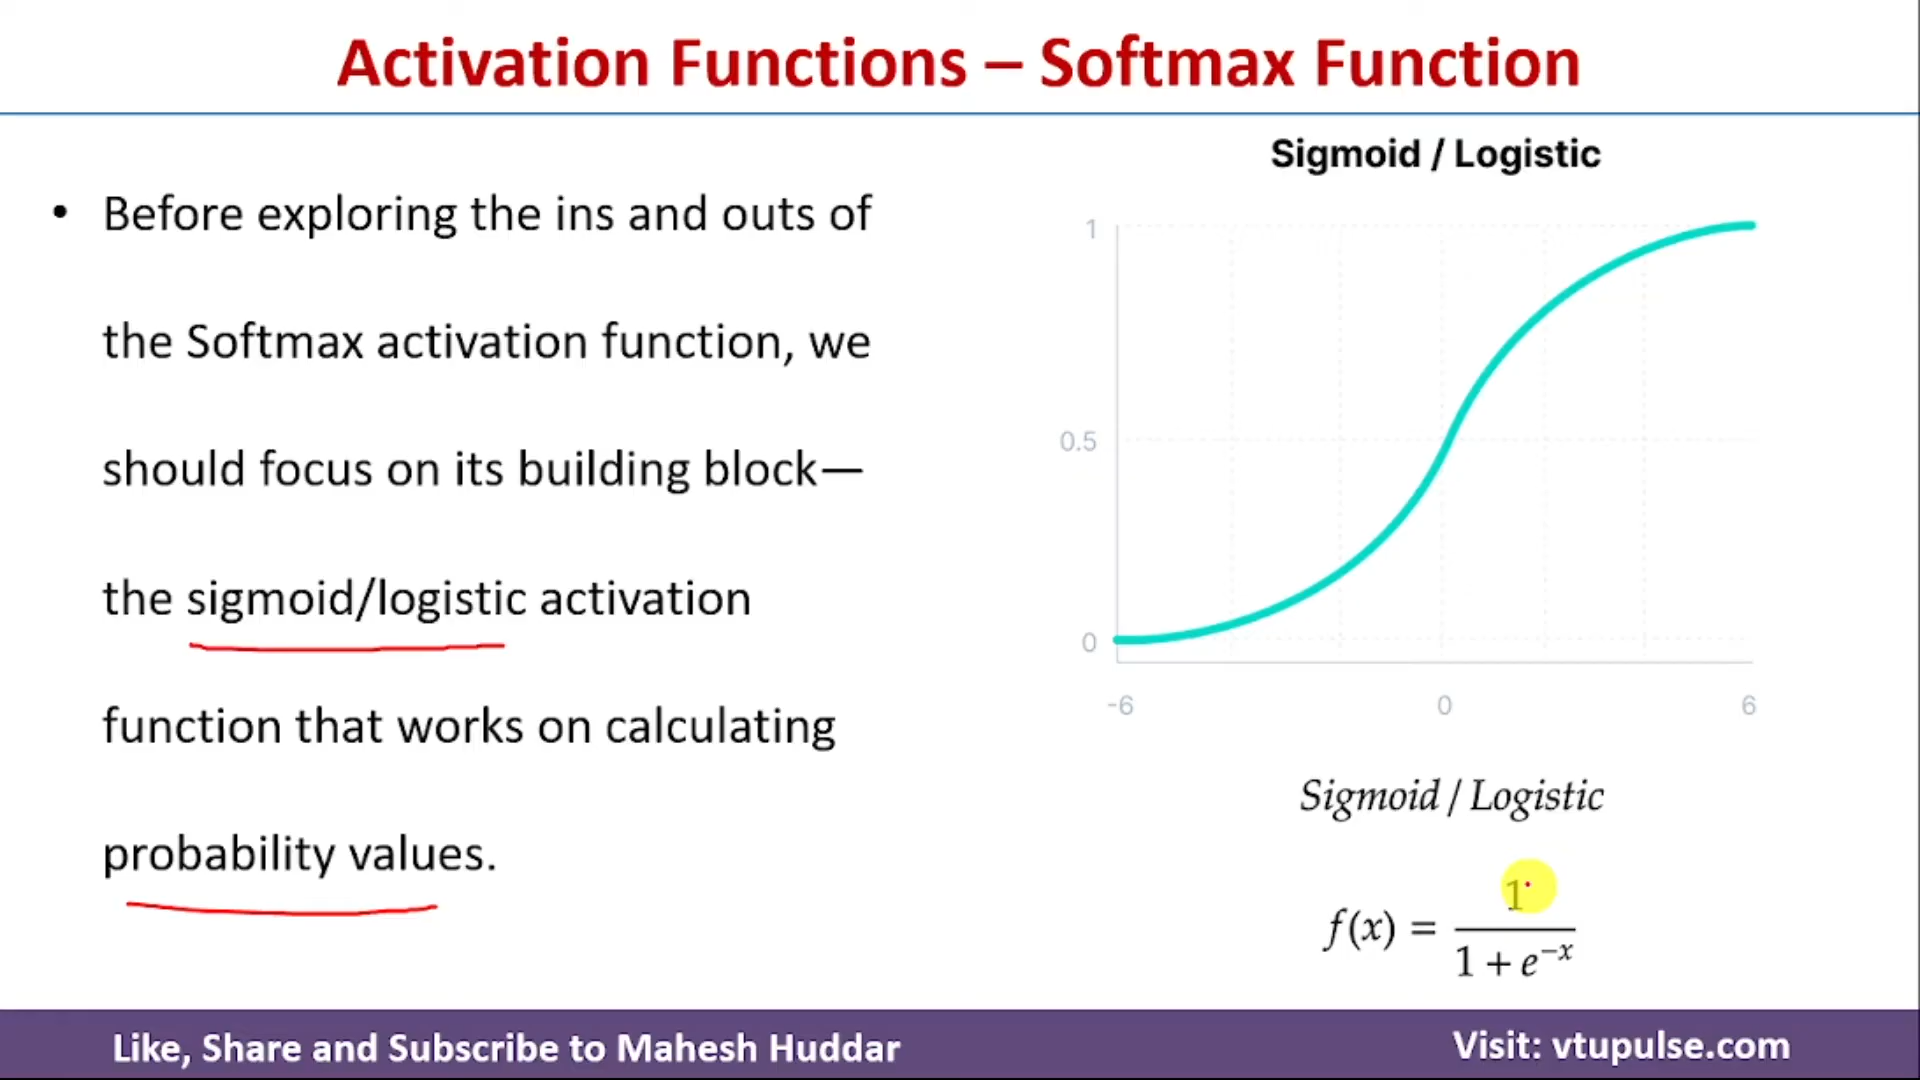 Activation Functions – Softmax Function
• Before exploring the ins and outs of
the Softmax activation function, we
should focus on its building block—
the sigmoid/logistic activation
function that works on calculating
probability values.
Sigmoid / Logistic
1
0.5
0
-6 0 6
Sigmoid / Logistic
f(x) = 1 / (1 + e^{-x})
Like, Share and Subscribe to Mahesh Huddar
Visit: vtupulse.com